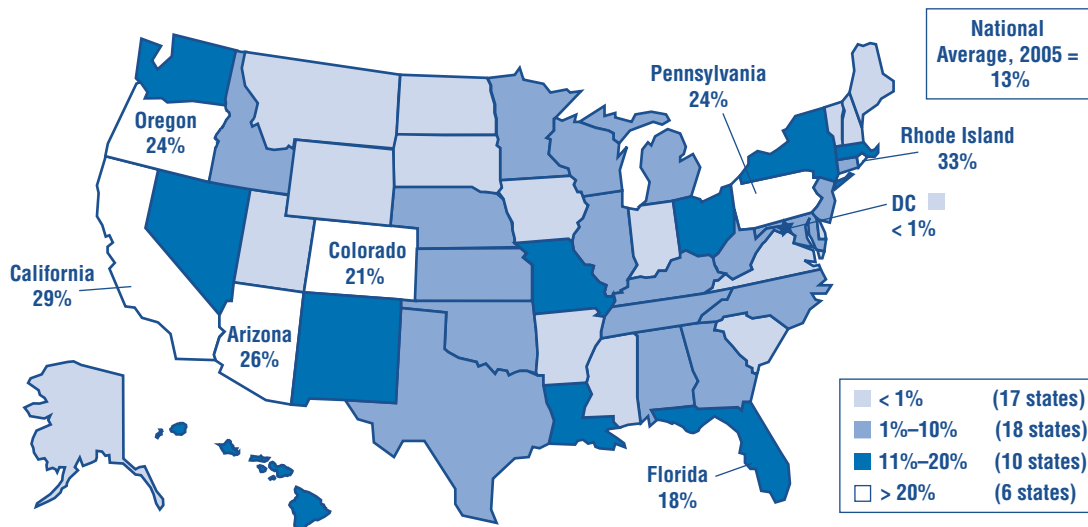 National
Average, 2005 =
13%
Pennsylvania
24%
Oregon
24%
Rhode Island
33%
DC
< 1%
Colorado
21%
California
29%
Arizona
26%
Florida
18%
< 1% (17 states)
1%–10% (18 states)
11%–20% (10 states)
> 20% (6 states)